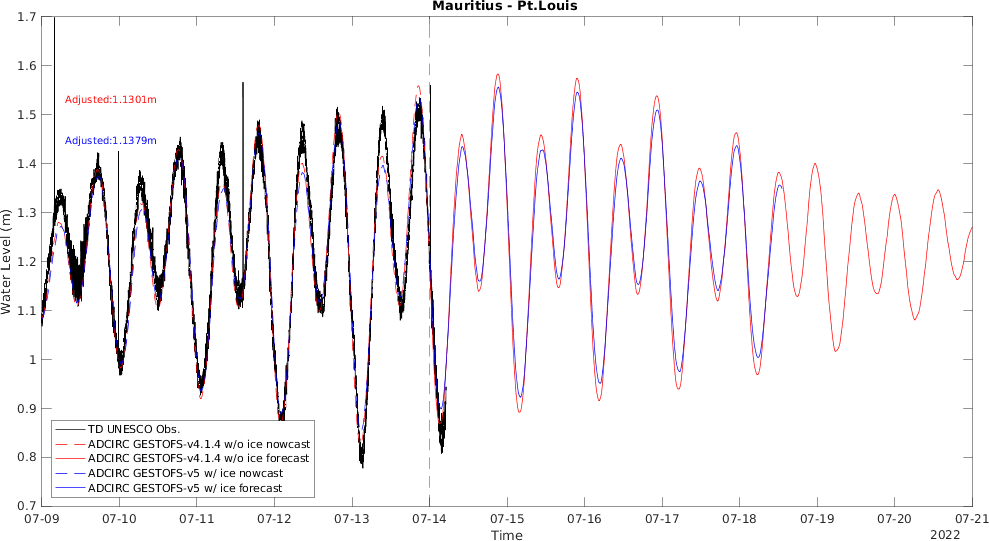 Mauritius - Pt.Louis
Water Level (m)
1.7
1.6
1.5
1.4
1.3
1.2
1.1
1
0.9
0.8
0.7
Adjusted:1.1301m
Adjusted:1.1379m
TD UNESCO Obs.
ADCIRC GESTOFS-v4.1.4 w/o ice nowcast
ADCIRC GESTOFS-v4.1.4 w/o ice forecast
ADCIRC GESTOFS-v5 w/ ice nowcast
ADCIRC GESTOFS-v5 w/ ice forecast
07-09 07-10 07-11 07-12 07-13 07-14 07-15 07-16 07-17 07-18 07-19 07-20 07-21
Time
2022